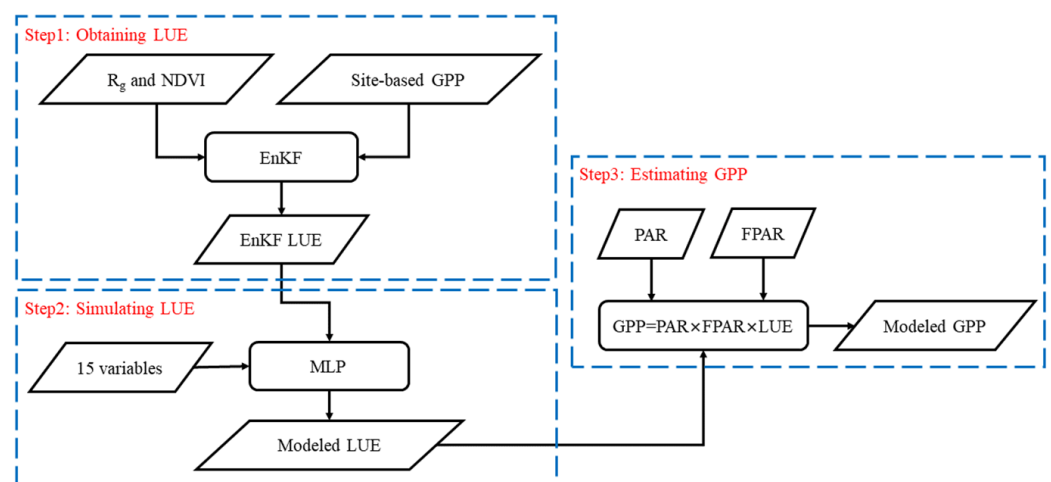 Step1: Obtaining LUE
Rg and NDVI
Site-based GPP
EnKF
EnKF LUE
Step2: Simulating LUE
15 variables
MLP
Modeled LUE
Step3: Estimating GPP
PAR
FPAR
GPP=PAR×FPAR×LUE
Modeled GPP